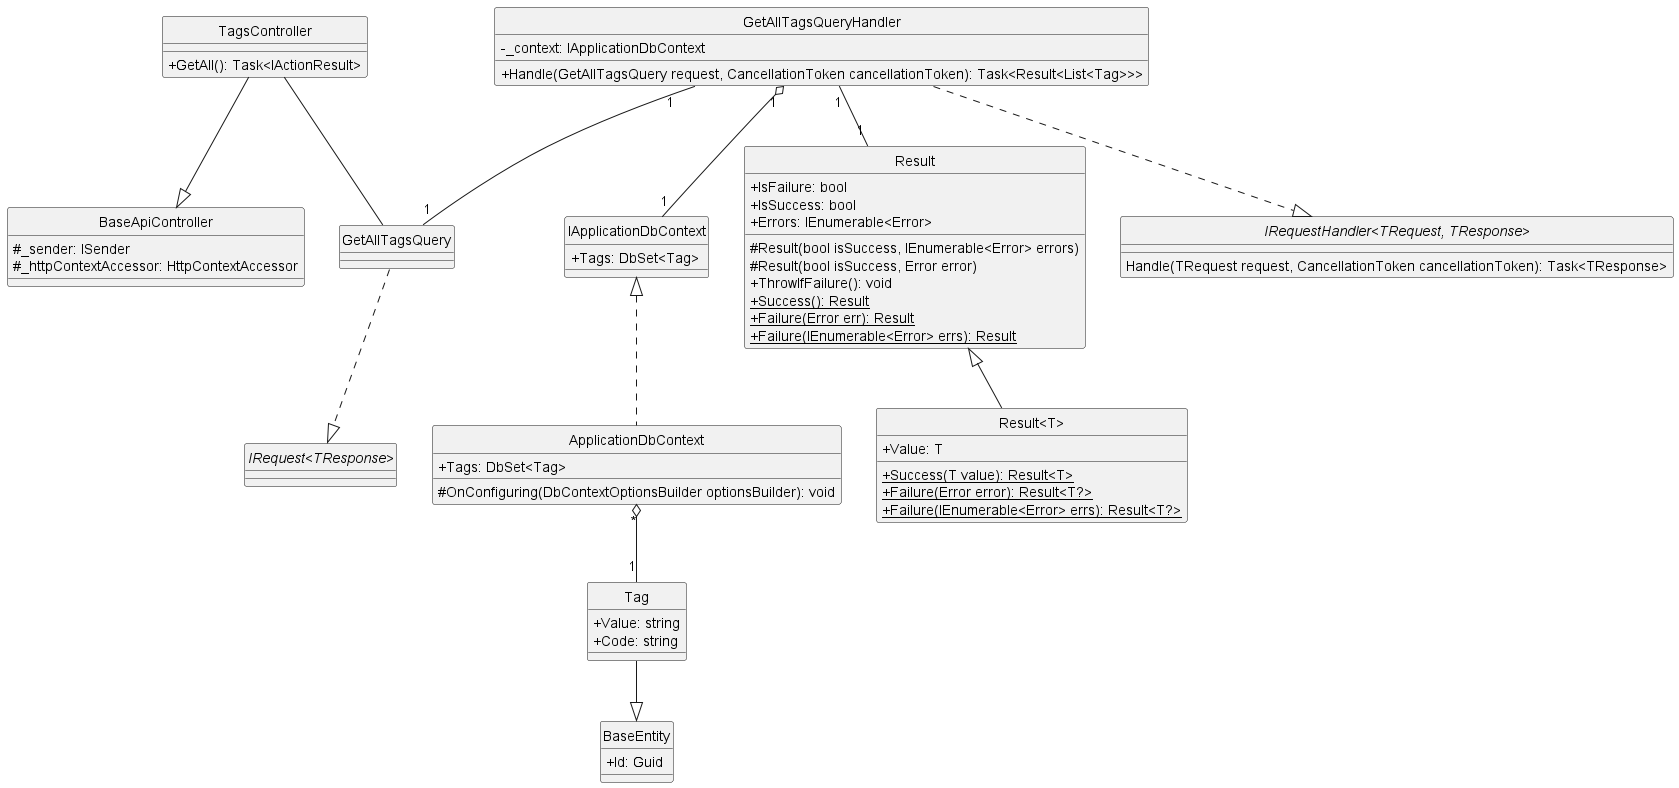 TagsController
+GetAll(): Task<IActionResult>
GetAllTagsQueryHandler
-_context: IApplicationDbContext
+Handle(GetAllTagsQuery request, CancellationToken cancellationToken): Task<Result<List<Tag>>>
1
1
1
1
1
1
BaseApiController
#_sender: ISender
#_httpContextAccessor: HttpContextAccessor
GetAllTagsQuery
IApplicationDbContext
+Tags: DbSet<Tag>
Result
+IsFailure: bool
+IsSuccess: bool
+Errors: IEnumerable<Error>
#Result(bool isSuccess, IEnumerable<Error> errors)
#Result(bool isSuccess, Error error)
+ThrowIfFailure(): void
+Success(): Result
+Failure(Error err): Result
+Failure(IEnumerable<Error> errs): Result
IRequestHandler<TRequest, TResponse>
Handle(TRequest request, CancellationToken cancellationToken): Task<TResponse>
IRequest<TResponse>
ApplicationDbContext
+Tags: DbSet<Tag>
#OnConfiguring(DbContextOptionsBuilder optionsBuilder): void
Result<T>
+Value: T
+Success(T value): Result<T>
+Failure(Error error): Result<T?>
+Failure(IEnumerable<Error> errs): Result<T?>
*
1
Tag
+Value: string
+Code: string
BaseEntity
+Id: Guid